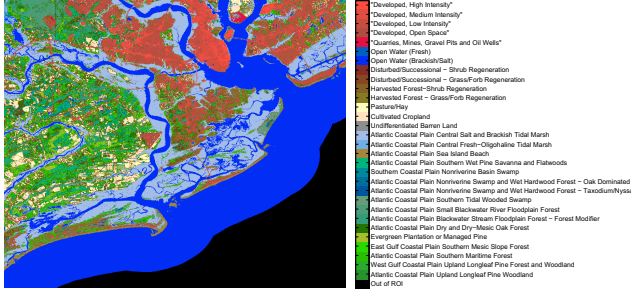 "Developed, High Intensity"
"Developed, Medium Intensity"
"Developed, Low Intensity"
"Developed, Open Space"
"Quarries, Mines, Gravel Pits and Oil Wells"
Open Water (Fresh)
Open Water (Brackish/Salt)
Disturbed/Successional − Shrub Regeneration
Disturbed/Successional − Grass/Forb Regeneration
Harvested Forest−Shrub Regeneration
Harvested Forest − Grass/Forb Regeneration
Pasture/Hay
Cultivated Cropland
Undifferentiated Barren Land
Atlantic Coastal Plain Central Salt and Brackish Tidal Marsh
Atlantic Coastal Plain Central Fresh−Oligohaline Tidal Marsh
Atlantic Coastal Plain Sea Island Beach
Atlantic Coastal Plain Southern Wet Pine Savanna and Flatwoods
Southern Coastal Plain Nonriverine Basin Swamp
Atlantic Coastal Plain Nonriverine Swamp and Wet Hardwood Forest − Oak Dominated
Atlantic Coastal Plain Nonriverine Swamp and Wet Hardwood Forest − Taxodium/Nyssa
Atlantic Coastal Plain Southern Tidal Wooded Swamp
Atlantic Coastal Plain Small Blackwater River Floodplain Forest
Atlantic Coastal Plain Blackwater Stream Floodplain Forest − Forest Modifier
Atlantic Coastal Plain Dry and Dry−Mesic Oak Forest
Evergreen Plantation or Managed Pine
East Gulf Coastal Plain Southern Mesic Slope Forest
Atlantic Coastal Plain Southern Maritime Forest
West Gulf Coastal Plain Upland Longleaf Pine Forest and Woodland
Atlantic Coastal Plain Upland Longleaf Pine Woodland
Out of ROI